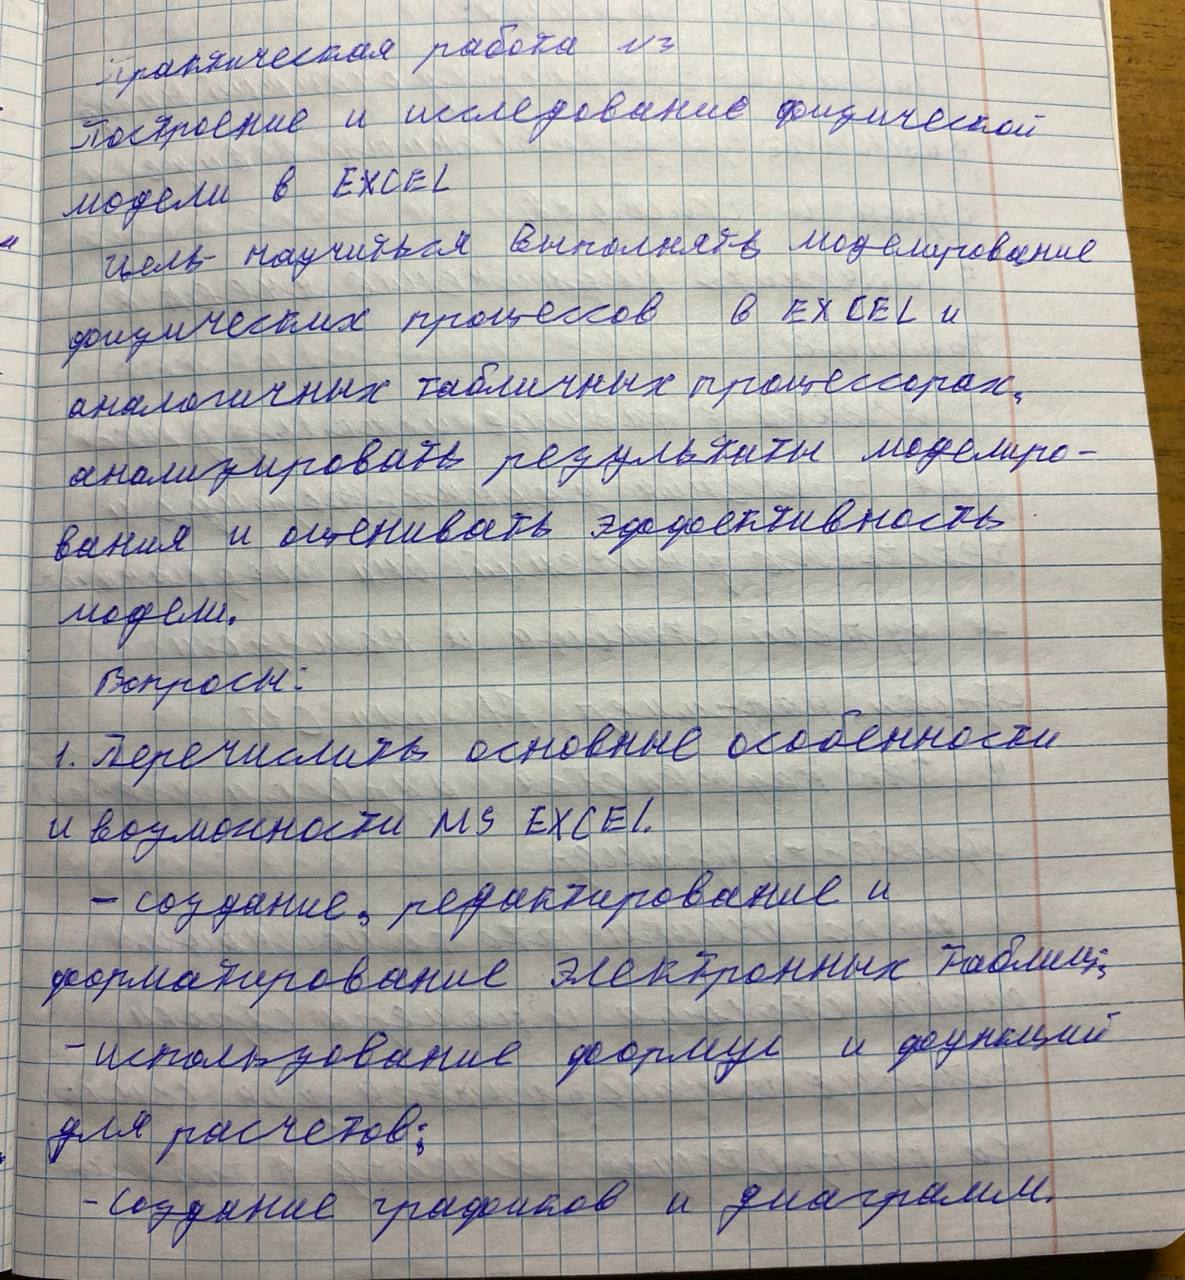 Практическая работа №3
Построение и исследование физической
модели в EXCEL
Цель- научиться выполнять моделирование
физических процессов в EXCEL и
аналогичных табличных процессорах,
анализировать результаты моделиро-
вания и оценивать эффективность
модели.
Вопросы:
1. Перечислить основные особенности
и возможности MS EXCEL.
- создание, редактирование и
форматирование электронных таблиц;
- использование формул и функций
для расчетов;
- создание графиков и диаграмм.